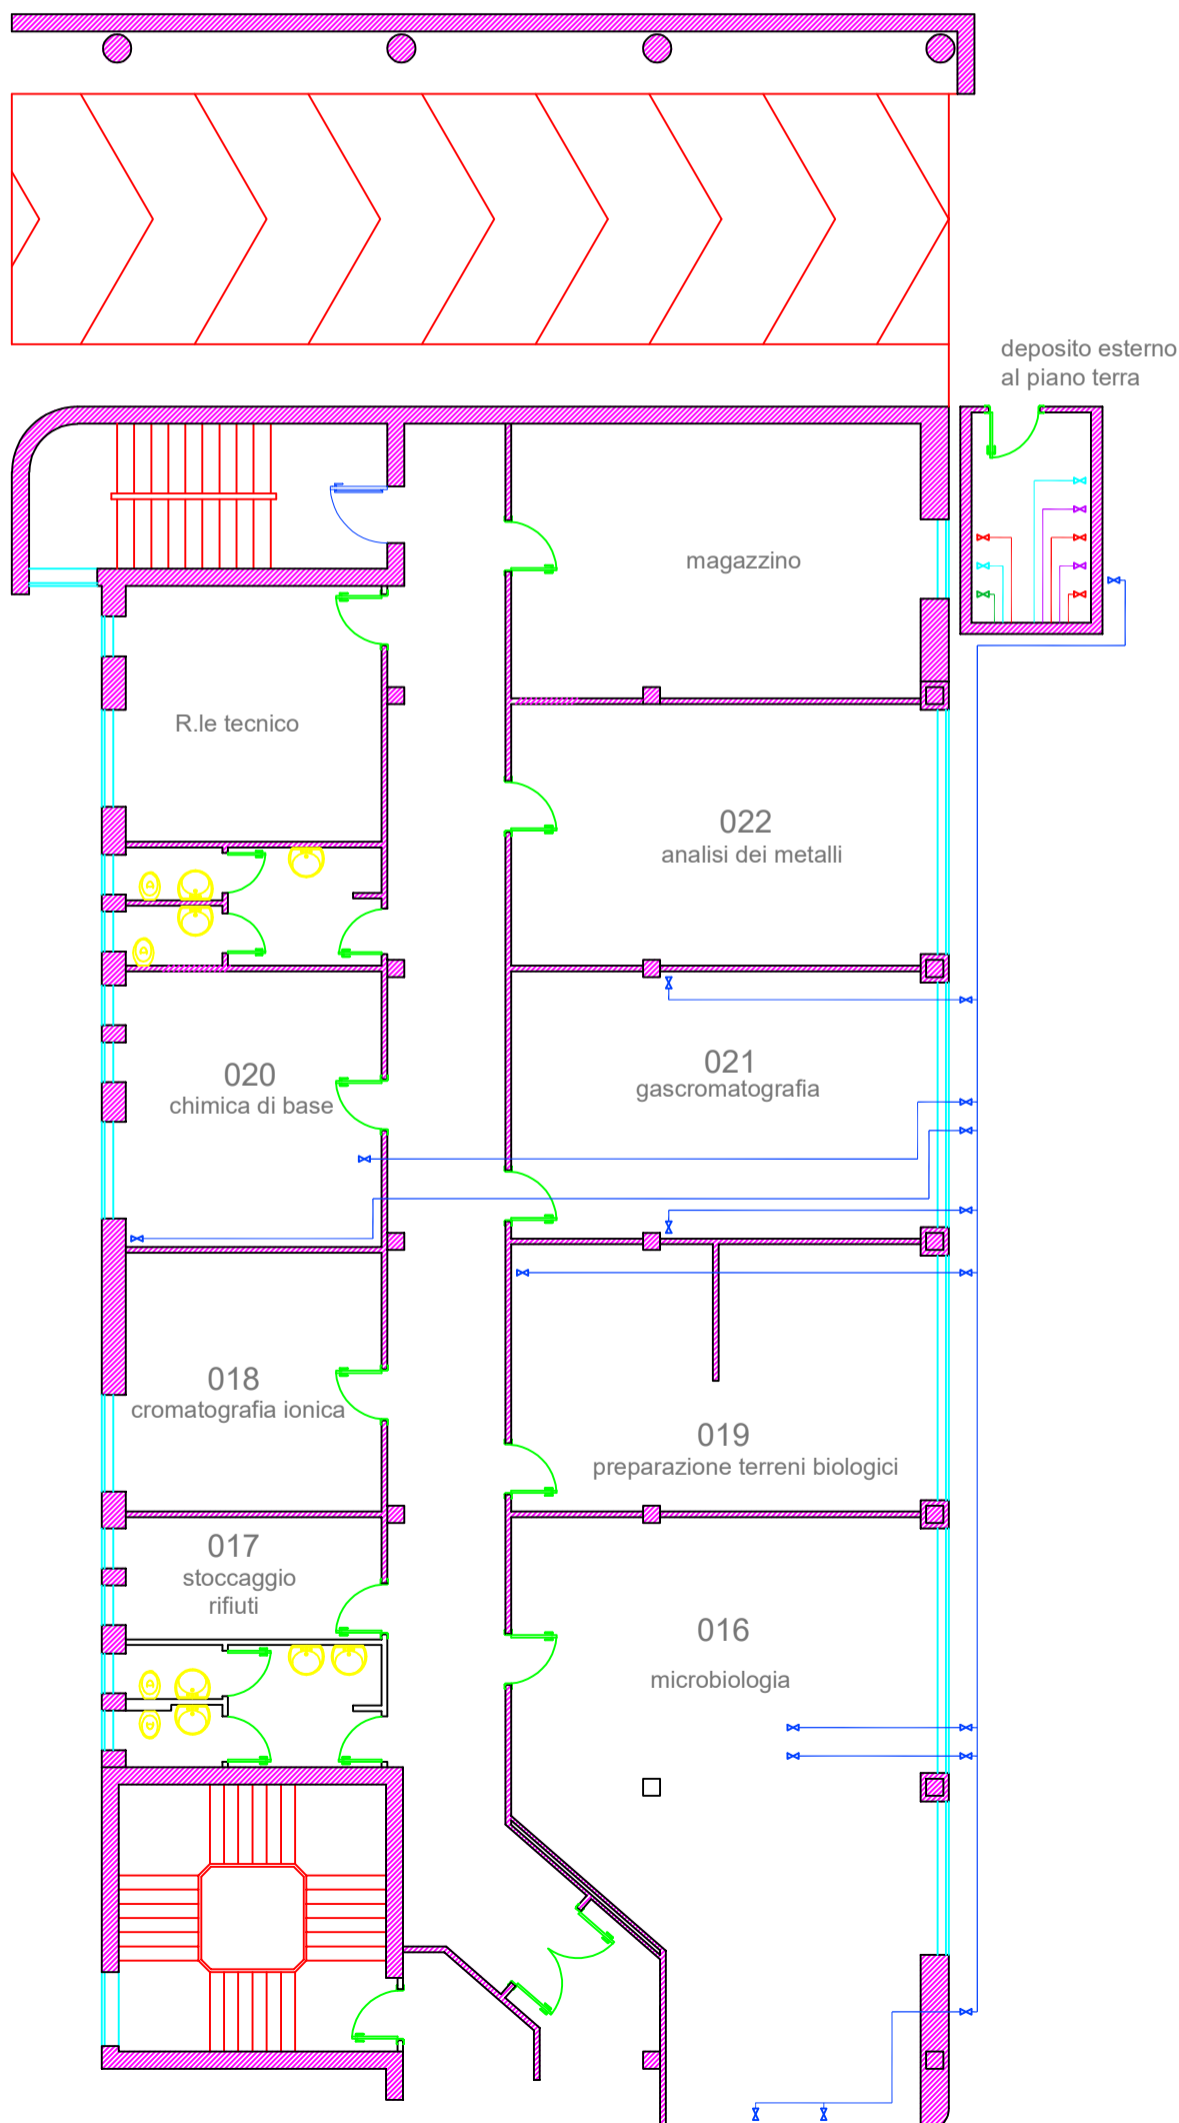 deposito esterno
al piano terra
magazzino
R.le tecnico
022
analisi dei metalli
020
chimica di base
021
gascromatografia
018
cromatografia ionica
019
preparazione terreni biologici
017
stoccaggio
rifiuti
016
microbiologia